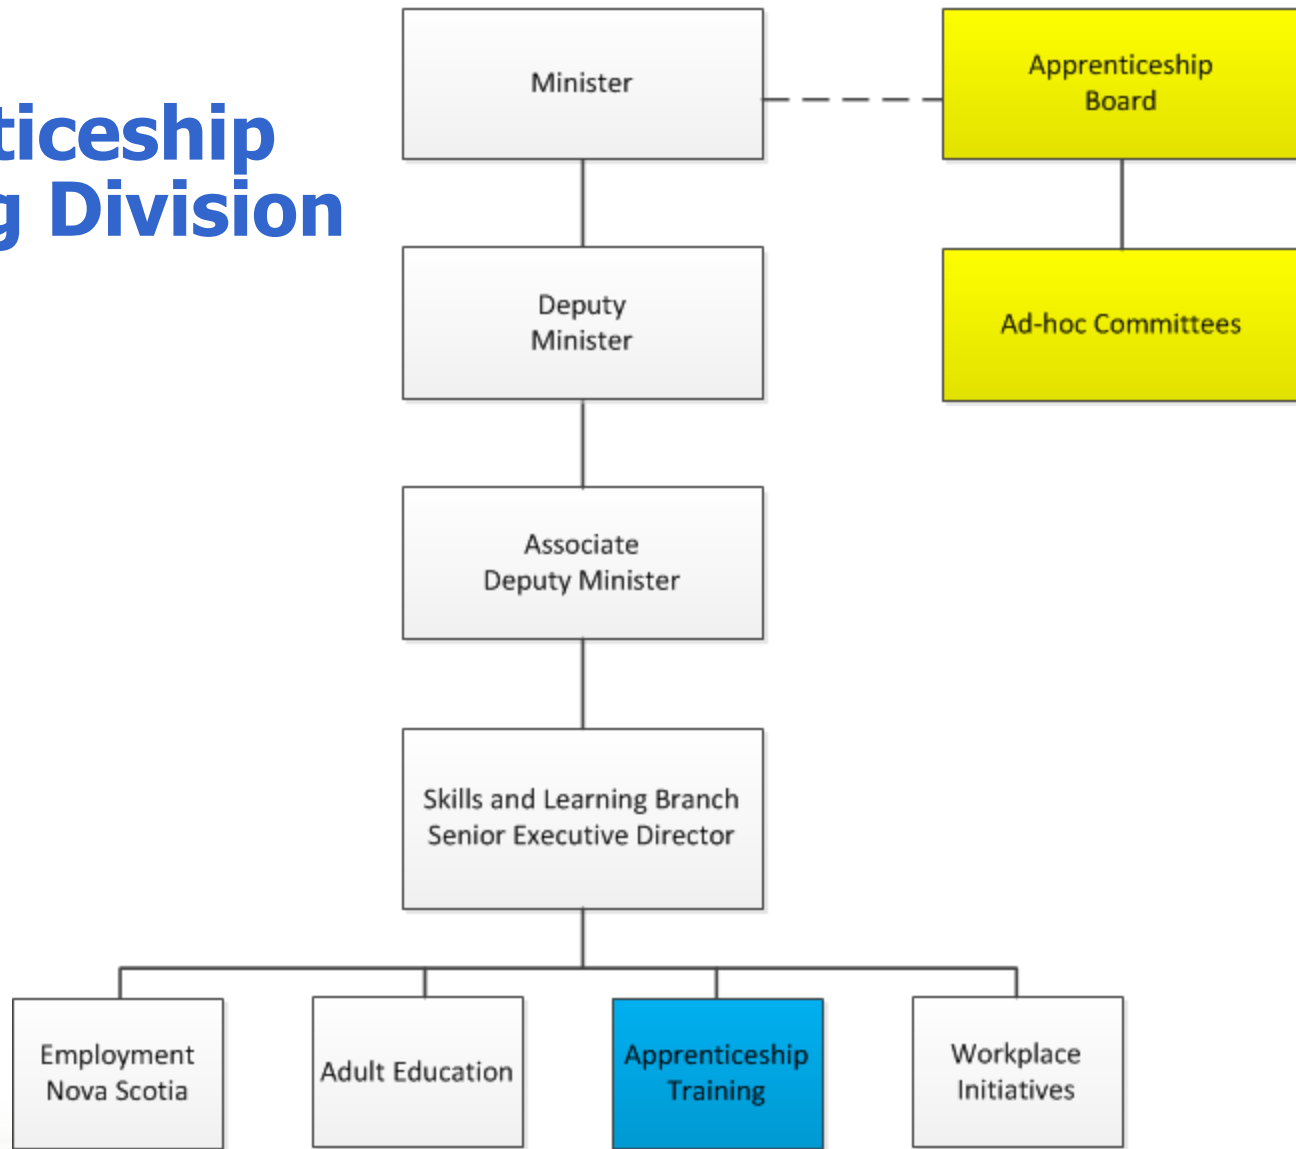 ticeship
g Division
Minister
Apprenticeship
Board
Deputy
Minister
Ad-hoc Committees
Associate
Deputy Minister
Skills and Learning Branch
Senior Executive Director
Employment
Nova Scotia
Adult Education
Apprenticeship
Training
Workplace
Initiatives